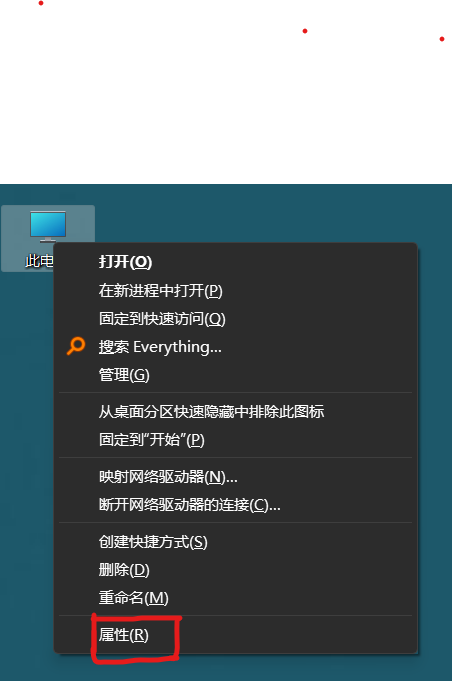 此电
打开(O)
在新进程中打开(P)
固定到快速访问(Q)
搜索 Everything...
管理(G)
从桌面分区快速隐藏中排除此图标
固定到“开始”(P)
映射网络驱动器(N)...
断开网络驱动器的连接(C)...
创建快捷方式(S)
删除(D)
重命名(M)
属性(R)